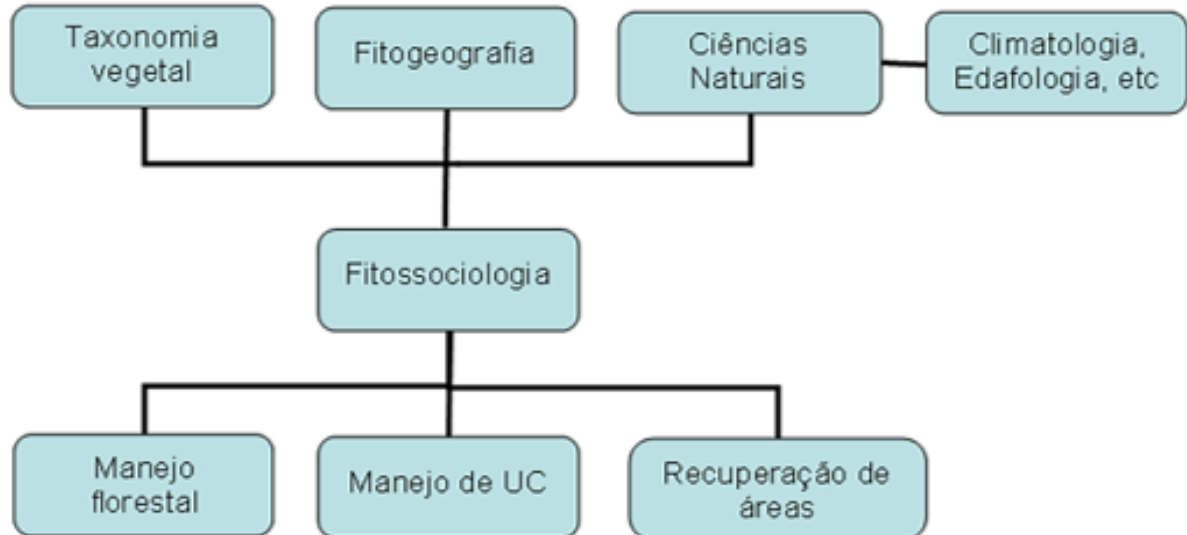 Taxonomia
vegetal
Fitogeografia
Ciências
Naturais
Climatologia,
Edafologia, etc
Fitossociologia
Manejo
florestal
Manejo de UC
Recuperação de
áreas